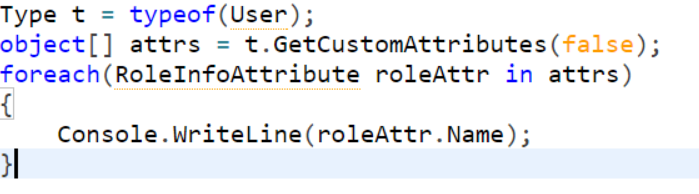 Type t = typeof(User);
object[] attrs = t.GetCustomAttributes(false);
foreach(RoleInfoAttribute roleAttr in attrs)
{
    Console.WriteLine(roleAttr.Name);
}